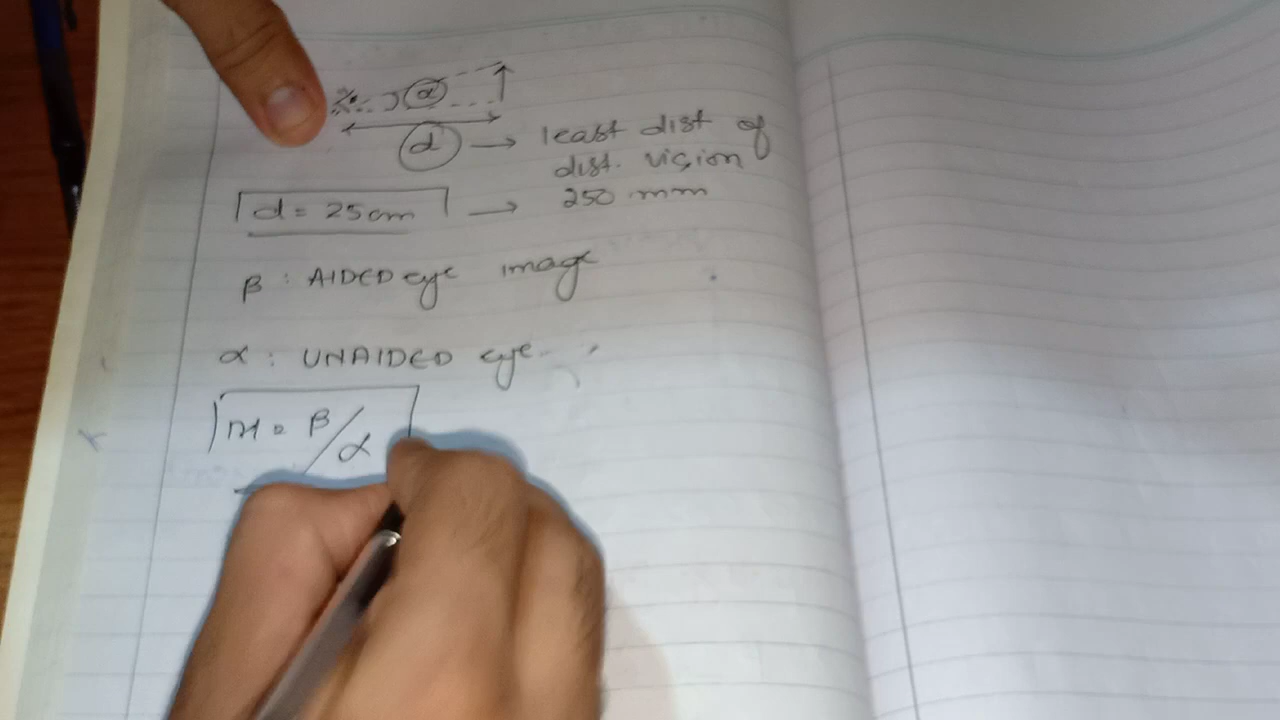 α
d → least dist of
dist. vision
d = 25cm → 250 mm
β : AIDED eye image
α : UNAIDED eye
m = β/α